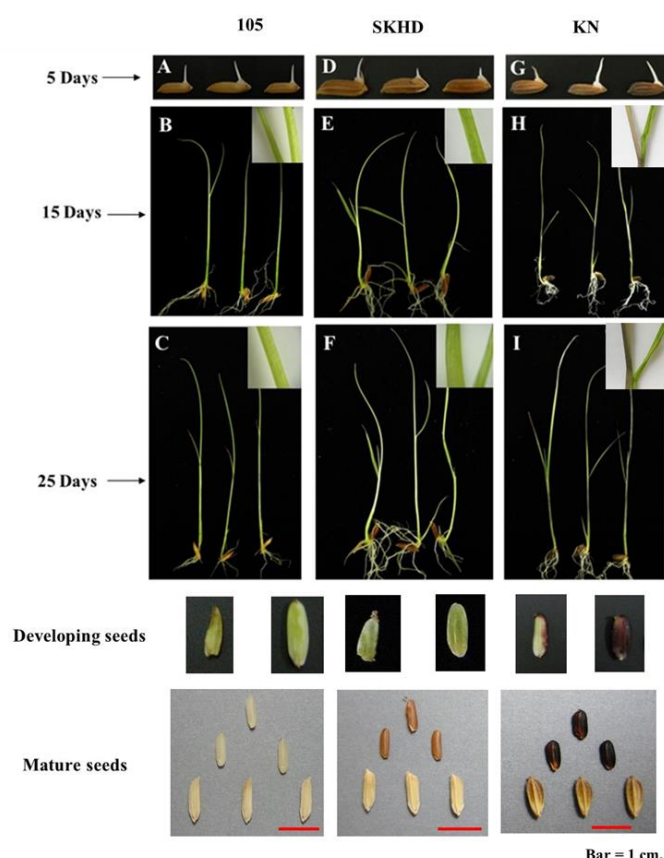 105 SKHD KN
5 Days A D G
B E H
15 Days
C F I
25 Days
Developing seeds
Mature seeds
Bar = 1 cm.